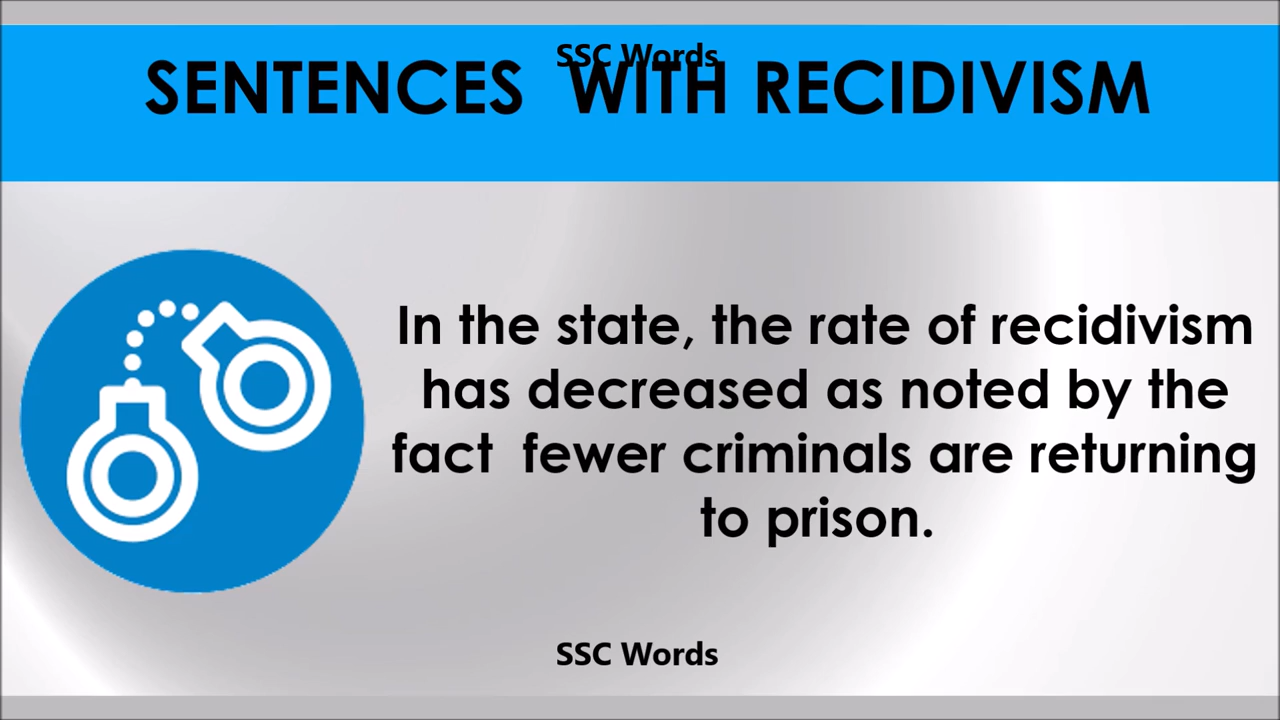 SSC Words
SENTENCES  WITH RECIDIVISM
In the state, the rate of recidivism
has decreased as noted by the
fact  fewer criminals are returning
to prison.
SSC Words